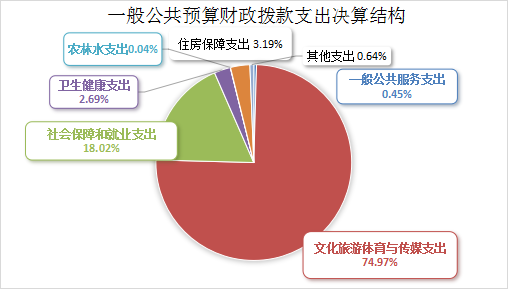 一般公共预算财政拨款支出决算结构
农林水支出0.04%
住房保障支出 3.19%
其他支出 0.64%
一般公共服务支出
0.45%
卫生健康支出
2.69%
社会保障和就业支出
18.02%
文化旅游体育与传媒支出
74.97%